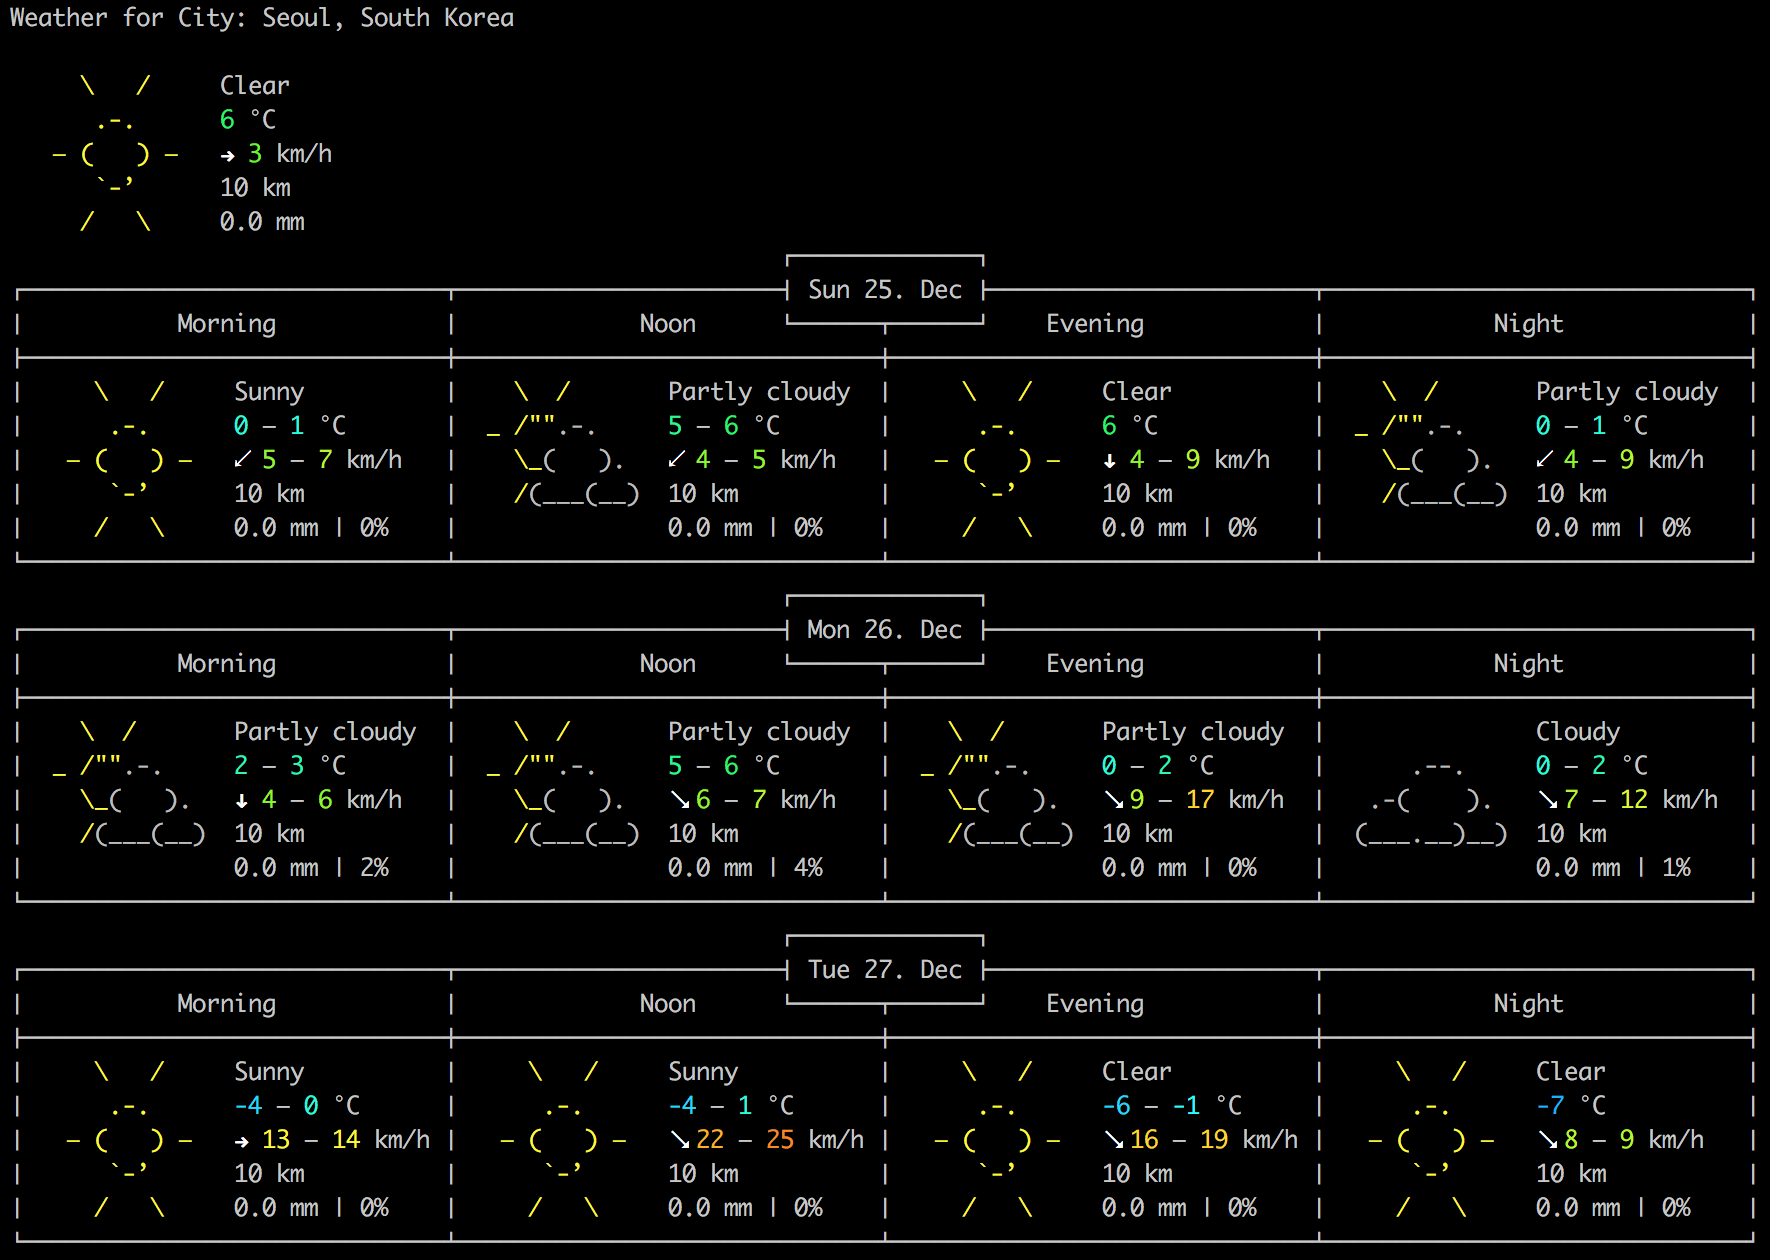 Weather for City: Seoul, South Korea
Clear
6 °C
→ 3 km/h
10 km
0.0 mm
Sun 25. Dec
Morning Noon Evening Night
Sunny Partly cloudy Clear Partly cloudy
0 – 1 °C 5 – 6 °C 6 °C 0 – 1 °C
↙ 5 – 7 km/h ↙ 4 – 5 km/h ↓ 4 – 9 km/h ↙ 4 – 9 km/h
10 km 10 km 10 km 10 km
0.0 mm | 0% 0.0 mm | 0% 0.0 mm | 0% 0.0 mm | 0%
Mon 26. Dec
Morning Noon Evening Night
Partly cloudy Partly cloudy Partly cloudy Cloudy
2 – 3 °C 5 – 6 °C 0 – 2 °C 0 – 2 °C
↓ 4 – 6 km/h ↘ 6 – 7 km/h ↘ 9 – 17 km/h ↘ 7 – 12 km/h
10 km 10 km 10 km 10 km
0.0 mm | 2% 0.0 mm | 4% 0.0 mm | 0% 0.0 mm | 1%
Tue 27. Dec
Morning Noon Evening Night
Sunny Sunny Clear Clear
-4 – 0 °C -4 – 1 °C -6 – -1 °C -7 °C
→ 13 – 14 km/h ↘ 22 – 25 km/h ↘ 16 – 19 km/h ↘ 8 – 9 km/h
10 km 10 km 10 km 10 km
0.0 mm | 0% 0.0 mm | 0% 0.0 mm | 0% 0.0 mm | 0%